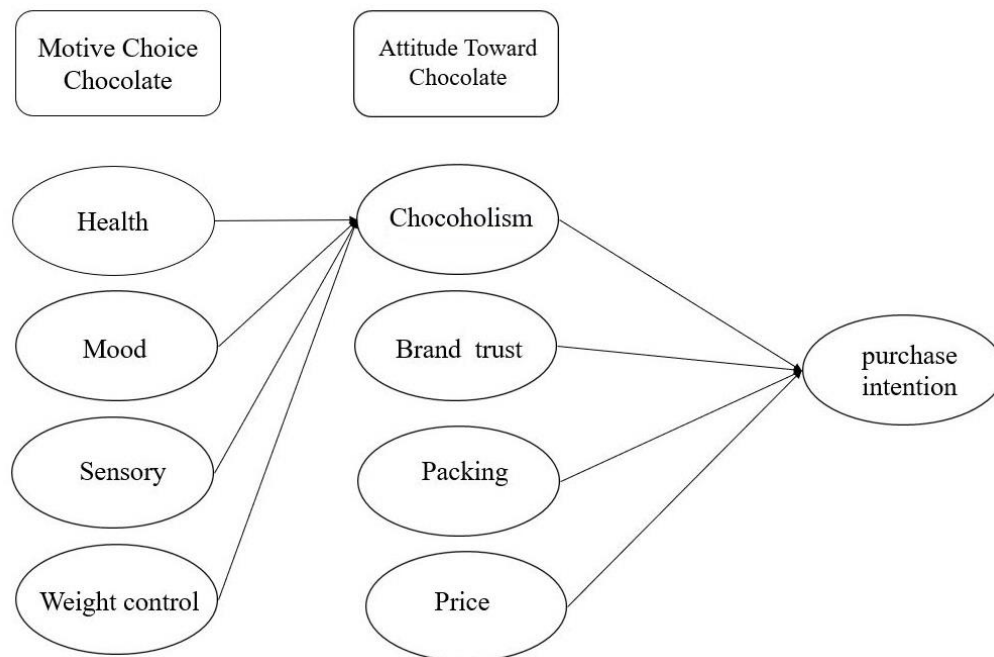 Motive Choice
Chocolate
Attitude Toward
Chocolate
Health
Chocoholism
Mood
Brand trust
purchase
intention
Sensory
Packing
Weight control
Price